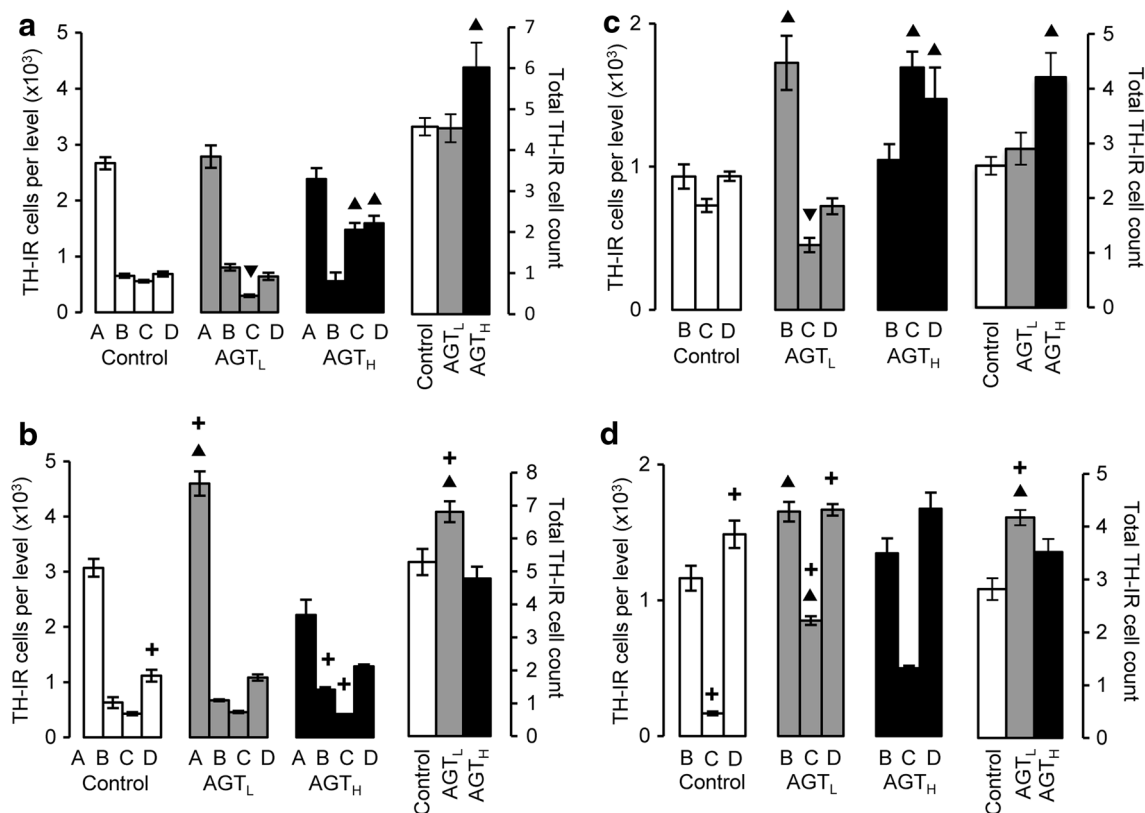 a
TH-IR cells per level (x10³)
5
4
3
2
1
0
A B C D
Control
A B C D
AGT_L
A B C D
AGT_H
Control
AGT_L
AGT_H
7
6
5
4
3
2
1
0
Total TH-IR cell count
c
TH-IR cells per level (x10³)
2
1
0
B C D
Control
B C D
AGT_L
B C D
AGT_H
Control
AGT_L
AGT_H
5
4
3
2
1
0
Total TH-IR cell count
b
TH-IR cells per level (x10³)
5
4
3
2
1
0
A B C D
Control
A B C D
AGT_L
A B C D
AGT_H
Control
AGT_L
AGT_H
8
7
6
5
4
3
2
1
0
Total TH-IR cell count
d
TH-IR cells per level (x10³)
2
1
0
B C D
Control
B C D
AGT_L
B C D
AGT_H
Control
AGT_L
AGT_H
5
4
3
2
1
0
Total TH-IR cell count